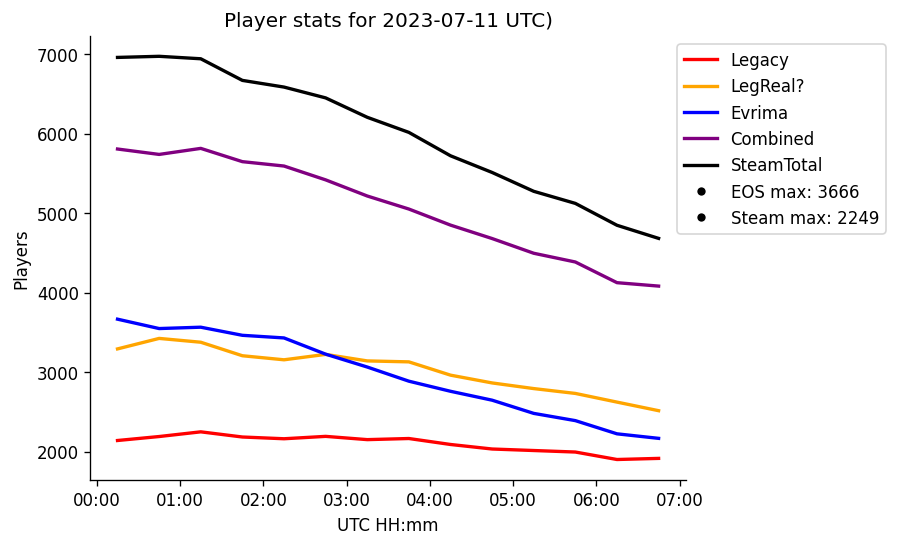 Player stats for 2023-07-11 UTC)
7000
6000
5000
4000
3000
2000
Players
00:00 01:00 02:00 03:00 04:00 05:00 06:00 07:00
UTC HH:mm
Legacy
LegReal?
Evrima
Combined
SteamTotal
EOS max: 3666
Steam max: 2249